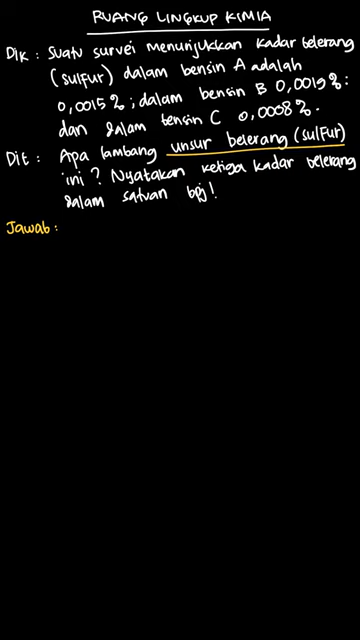 RUANG LINGKUP KIMIA
Dik : Suatu survei menunjukkan kadar belerang
(sulfur) dalam bensin A adalah
0,0015 % ; dalam bensin B 0,0019 % ;
dan dalam bensin C 0,0008 % .
Dit : Apa lambang unsur belerang (sulfur)
ini ? Nyatakan ketiga kadar belerang
dalam satuan bpj !
Jawab :